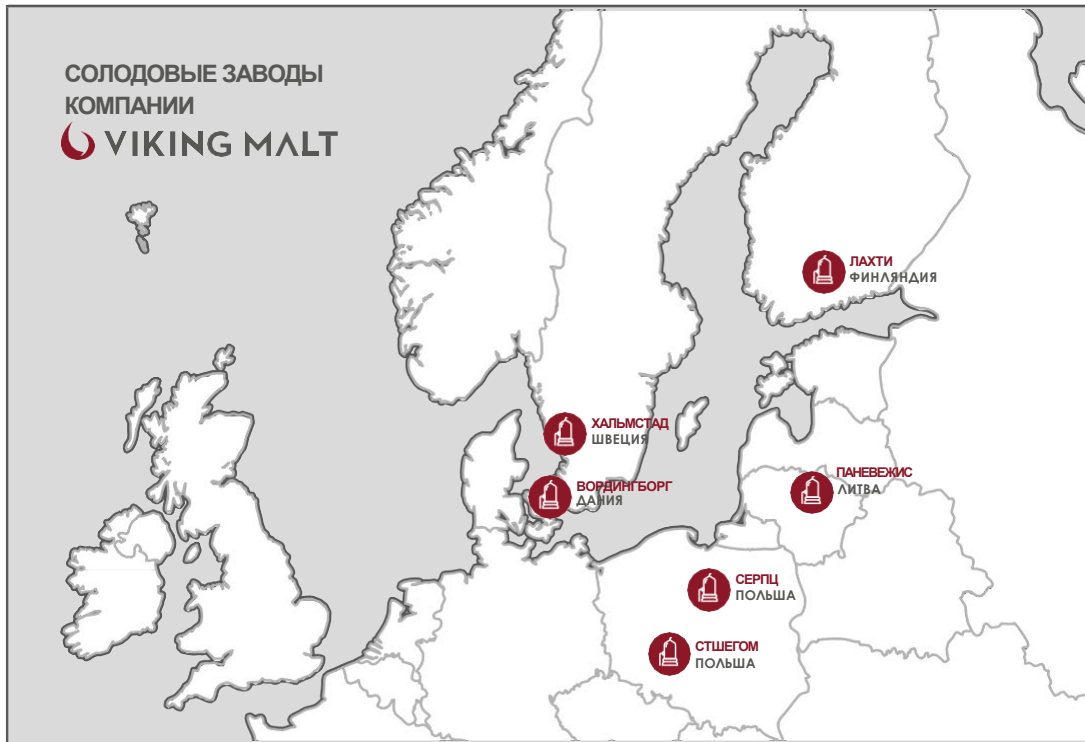 СОЛОДОВЫЕ ЗАВОДЫ
КОМПАНИИ
VIKING MALT
ЛАХТИ
ФИНЛЯНДИЯ
ХАЛЬМСТАД
ШВЕЦИЯ
ВОРДИНГБОРГ
ДАНИЯ
ПАНЕВЕЖИС
ЛИТВА
СЕРПЦ
ПОЛЬША
СТШЕГОМ
ПОЛЬША